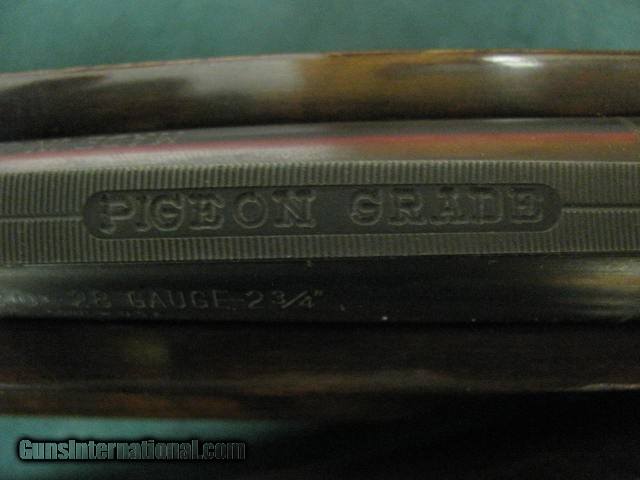 PIGEON GRADE
28 GAUGE-2 3/4"
GunsInternational.com